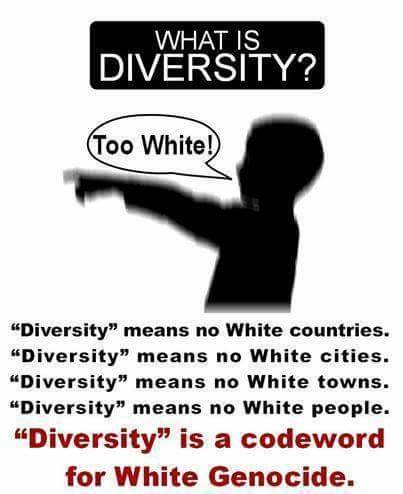 WHAT IS
DIVERSITY?
Too White!
“Diversity” means no White countries.
“Diversity” means no White cities.
“Diversity” means no White towns.
“Diversity” means no White people.
“Diversity” is a codeword
for White Genocide.